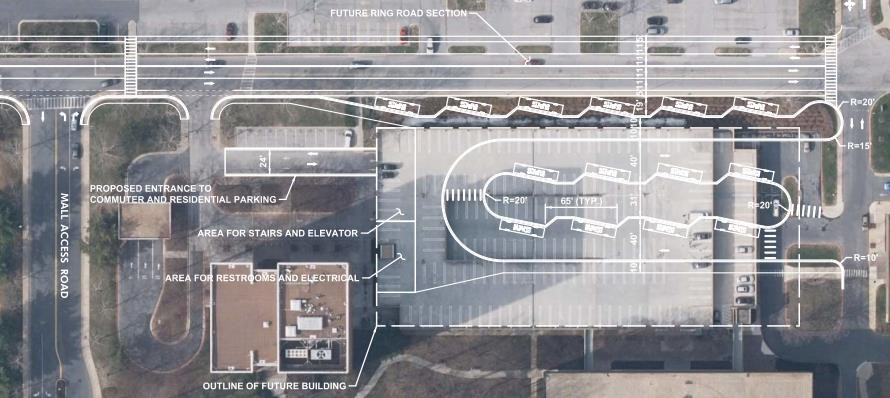 FUTURE RING ROAD SECTION
R=20'
R=15'
24'
PROPOSED ENTRANCE TO
COMMUTER AND RESIDENTIAL PARKING
MALL ACCESS ROAD
AREA FOR STAIRS AND ELEVATOR
AREA FOR RESTROOMS AND ELECTRICAL
OUTLINE OF FUTURE BUILDING
R=20'
65' (TYP.)
R=20'
40'
31'
40'
10'
R=10'